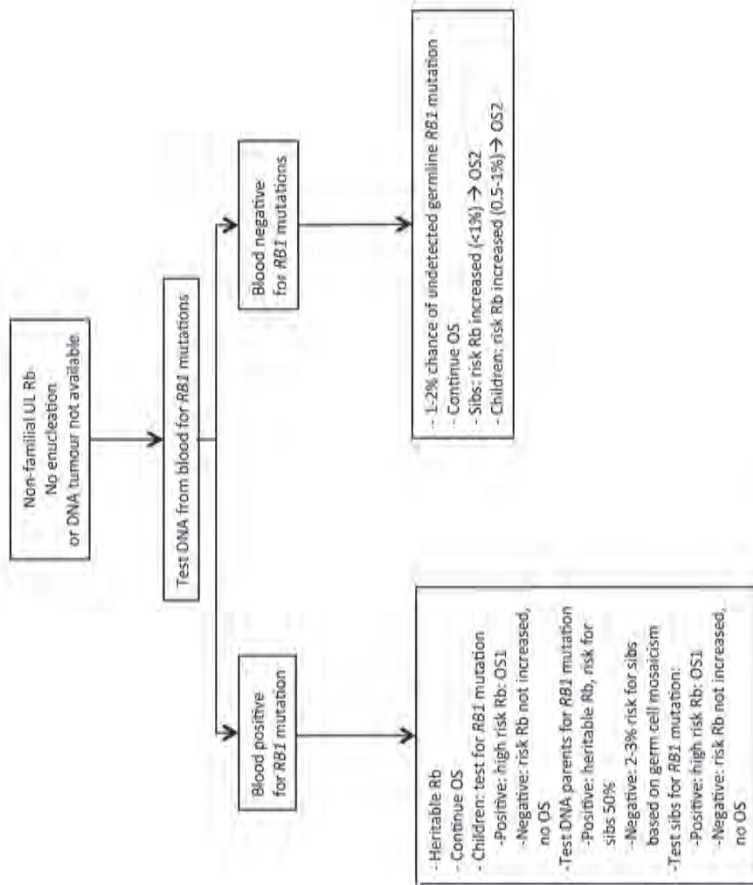 Non-familial UL Rb
No enucleation
or DNA tumour not available
Test DNA from blood for RB1 mutations
Blood positive
for RB1 mutation
Blood negative
for RB1 mutations
- Heritable Rb
- Continue OS
- Children: test for RB1 mutation
-Positive: high risk Rb: OS1
-Negative: risk Rb not increased,
no OS
-Test DNA parents for RB1 mutation
-Positive: heritable Rb, risk for
sibs 50%
-Negative: 2-3% risk for sibs
based on germ cell mosaicism
-Test sibs for RB1 mutation:
-Positive: high risk Rb: OS1
-Negative: risk Rb not increased,
no OS
- 1-2% chance of undetected germline RB1 mutation
- Continue OS
- Sibs: risk Rb increased (<1%) → OS2
- Children: risk Rb increased (0.5-1%) → OS2